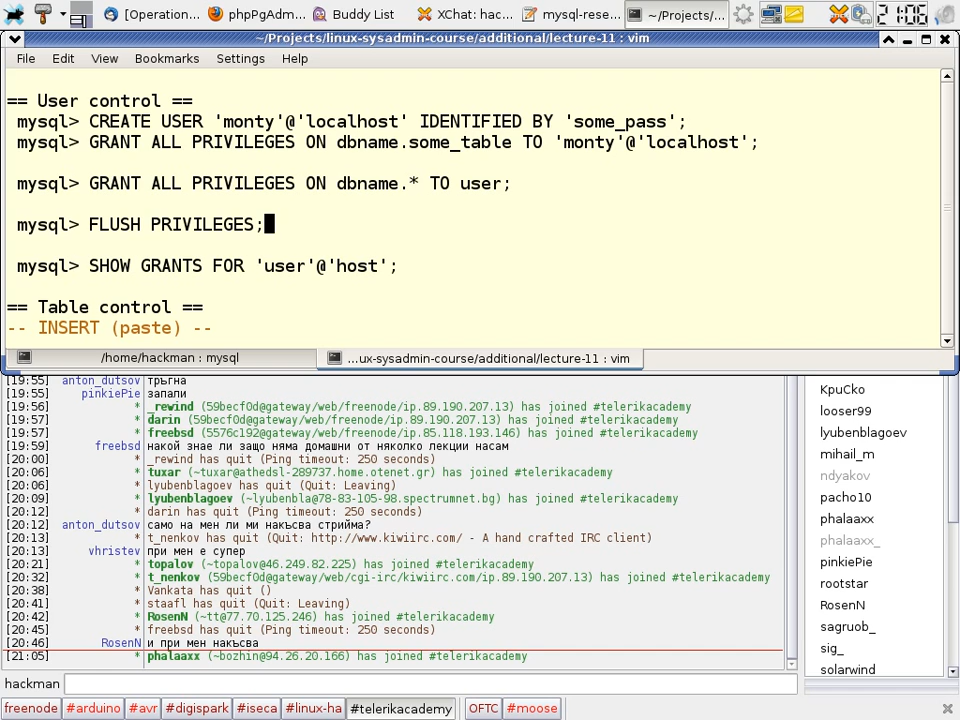 [Operation... phpPgAdm... Buddy List XChat: hac... mysql-rese... ~/Projects/... 21:06
~/Projects/linux-sysadmin-course/additional/lecture-11 : vim
File Edit View Bookmarks Settings Help
== User control ==
mysql> CREATE USER 'monty'@'localhost' IDENTIFIED BY 'some_pass';
mysql> GRANT ALL PRIVILEGES ON dbname.some_table TO 'monty'@'localhost';
mysql> GRANT ALL PRIVILEGES ON dbname.* TO user;
mysql> FLUSH PRIVILEGES;
mysql> SHOW GRANTS FOR 'user'@'host';
== Table control ==
-- INSERT (paste) --
/home/hackman : mysql ...ux-sysadmin-course/additional/lecture-11 : vim
[19:55] anton_dutsov тръгна
[19:55] pinkiePie запали
[19:56] * _rewind (59becf0d@gateway/web/freenode/ip.89.190.207.13) has joined #telerikacademy
[19:57] * darin (59becf0d@gateway/web/freenode/ip.89.190.207.13) has joined #telerikacademy
[19:57] * freebsd (5576c192@gateway/web/freenode/ip.85.118.193.146) has joined #telerikacademy
[19:59] freebsd накой знае ли защо няма домашни от няколко лекции насам
[20:00] * _rewind has quit (Ping timeout: 250 seconds)
[20:06] * tuxar (~tuxar@athedsl-289737.home.otenet.gr) has joined #telerikacademy
[20:06] * lyubenblagoev has quit (Quit: Leaving)
[20:09] * lyubenblagoev (~lyubenbla@78-83-105-98.spectrumnet.bg) has joined #telerikacademy
[20:12] * darin has quit (Ping timeout: 250 seconds)
[20:12] anton_dutsov само на мен ли ми накъсва стрийма?
[20:13] * t_nenkov has quit (Quit: http://www.kiwiirc.com/ - A hand crafted IRC client)
[20:13] vhristev при мен е супер
[20:21] * topalov (~topalov@46.249.82.225) has joined #telerikacademy
[20:32] * t_nenkov (59becf0d@gateway/web/cgi-irc/kiwiirc.com/ip.89.190.207.13) has joined #telerikacademy
[20:38] * Vankata has quit ()
[20:41] * staafl has quit (Quit: Leaving)
[20:42] * RosenN (~tt@77.70.125.246) has joined #telerikacademy
[20:45] * freebsd has quit (Ping timeout: 250 seconds)
[20:46] RosenN и при мен накъсва
[21:05] * phalaaxx (~bozhin@94.26.20.166) has joined #telerikacademy
KpuCko
looser99
lyubenblagoev
mihail_m
ndyakov
pacho10
phalaaxx
phalaaxx_
pinkiePie
rootstar
RosenN
sagruob_
sig_
solarwind
hackman
freenode #arduino #avr #digispark #iseca #linux-ha #telerikacademy OFTC #moose